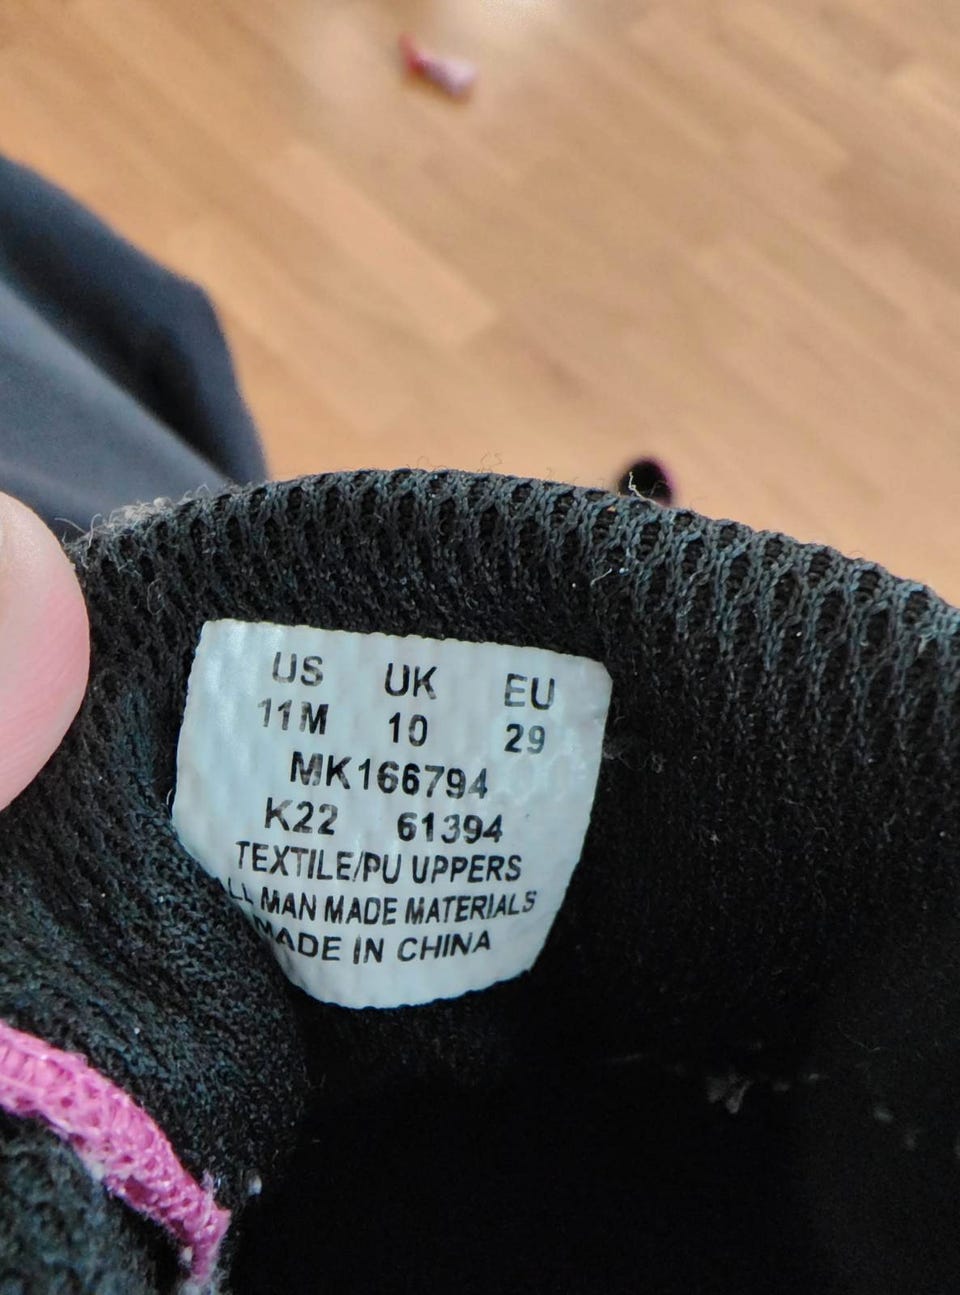 US UK EU
11M 10 29
MK166794
K22 61394
TEXTILE/PU UPPERS
MAN MADE MATERIALS
MADE IN CHINA